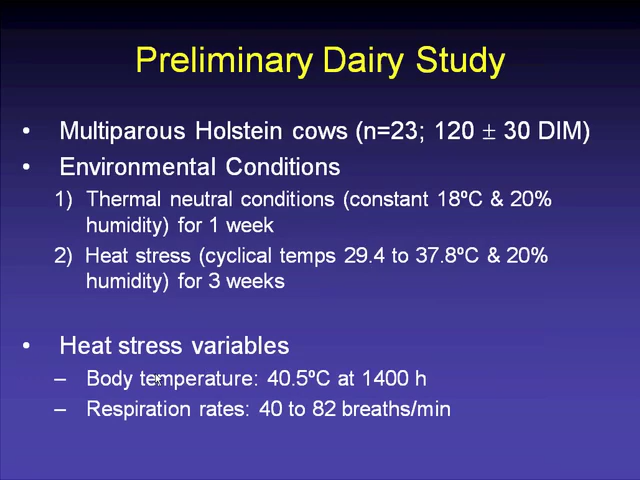 Preliminary Dairy Study
• Multiparous Holstein cows (n=23; 120 ± 30 DIM)
• Environmental Conditions
1) Thermal neutral conditions (constant 18ºC & 20%
humidity) for 1 week
2) Heat stress (cyclical temps 29.4 to 37.8ºC & 20%
humidity) for 3 weeks
• Heat stress variables
– Body temperature: 40.5ºC at 1400 h
– Respiration rates: 40 to 82 breaths/min